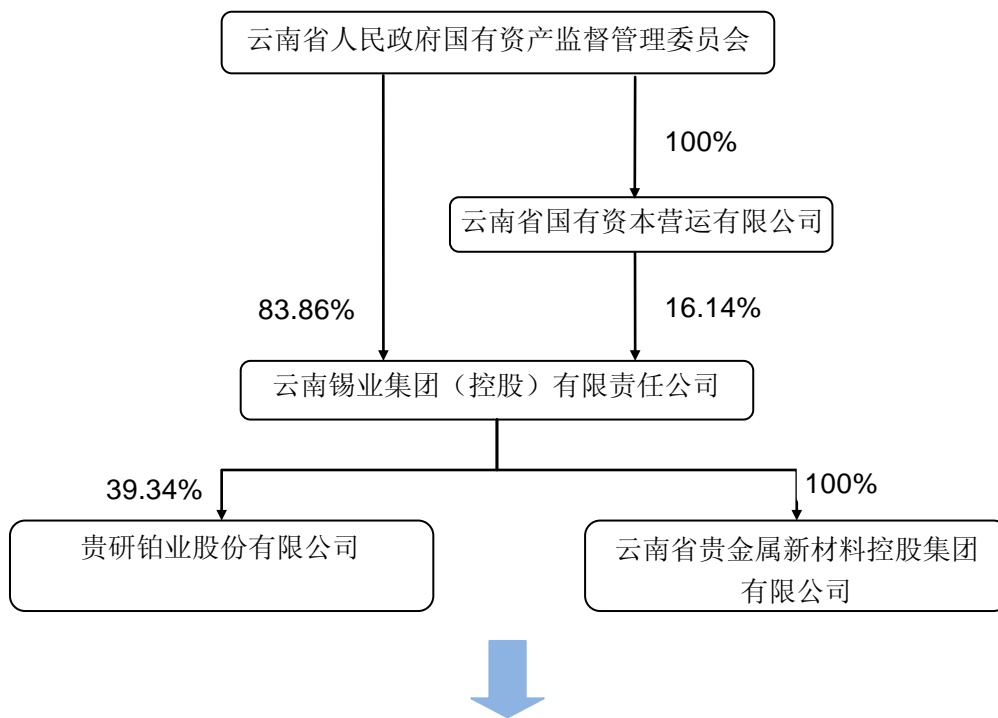 云南省人民政府国有资产监督管理委员会
100%
云南省国有资本营运有限公司
83.86%
16.14%
云南锡业集团（控股）有限责任公司
39.34%
100%
贵研铂业股份有限公司
云南省贵金属新材料控股集团
有限公司